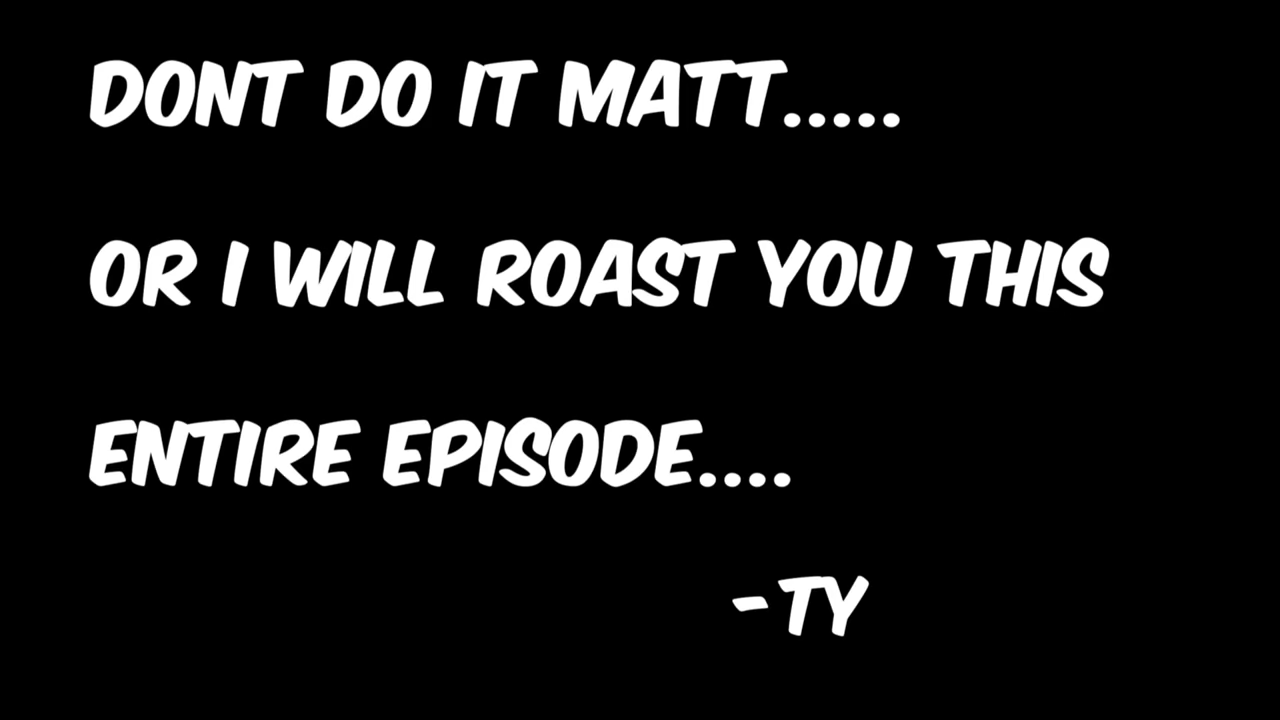 DONT DO IT MATT.....
OR I WILL ROAST YOU THIS
ENTIRE EPISODE....
-TY